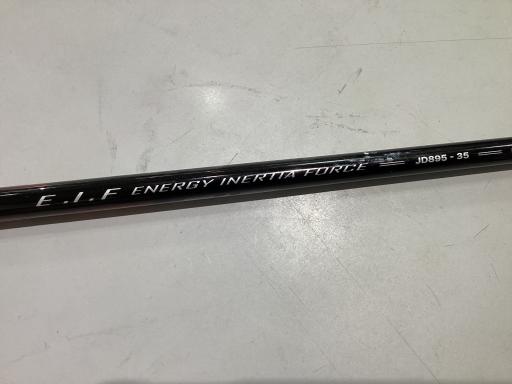 E.I.F ENERGY INERTIA FORCE JD895 - 35